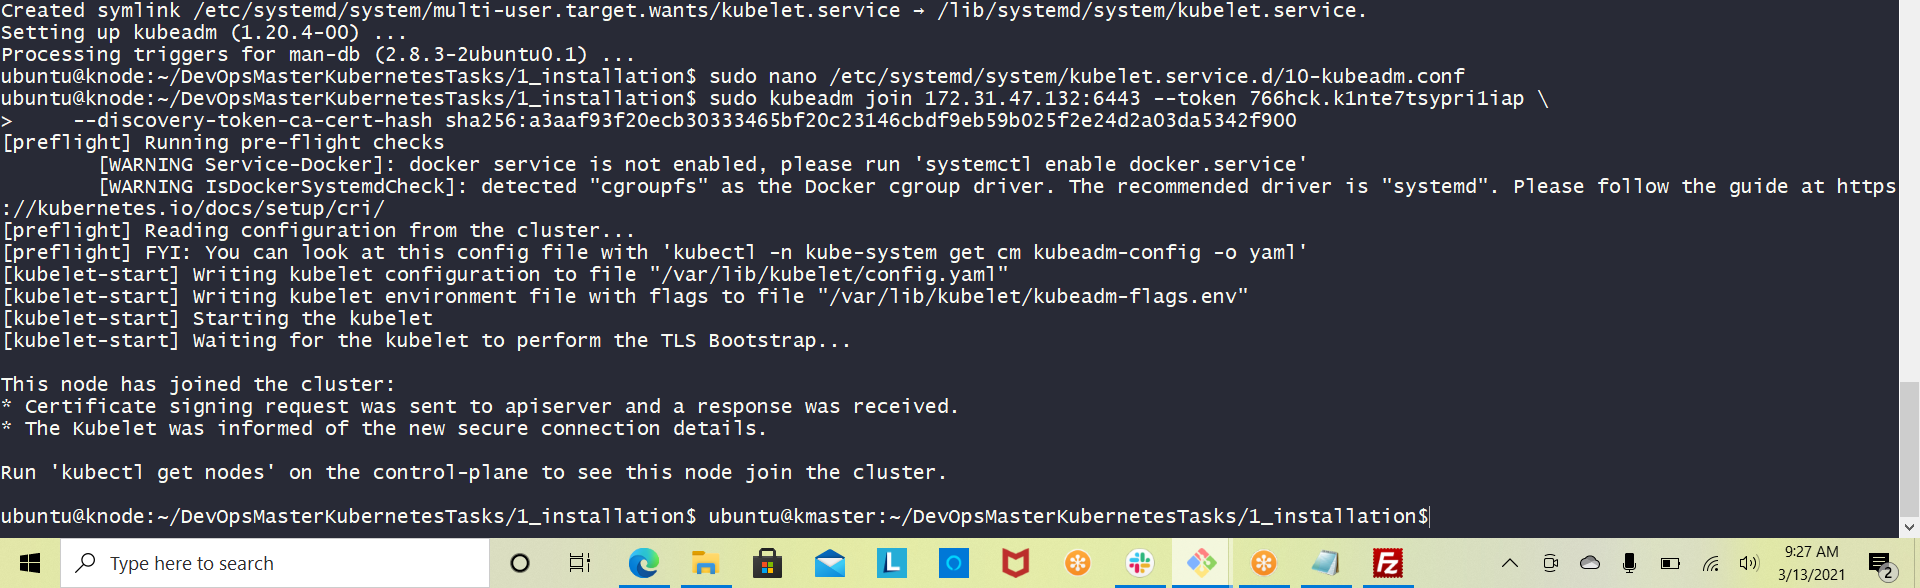 Created symlink /etc/systemd/system/multi-user.target.wants/kubelet.service → /lib/systemd/system/kubelet.service.
Setting up kubeadm (1.20.4-00) ...
Processing triggers for man-db (2.8.3-2ubuntu0.1) ...
ubuntu@knode:~/DevOpsMasterKubernetesTasks/1_installation$ sudo nano /etc/systemd/system/kubelet.service.d/10-kubeadm.conf
ubuntu@knode:~/DevOpsMasterKubernetesTasks/1_installation$ sudo kubeadm join 172.31.47.132:6443 --token 766hck.k1nte7tsypri1iap \
>     --discovery-token-ca-cert-hash sha256:a3aaf93f20ecb30333465bf20c23146cbdf9eb59b025f2e24d2a03da5342f900
[preflight] Running pre-flight checks
        [WARNING Service-Docker]: docker service is not enabled, please run 'systemctl enable docker.service'
        [WARNING IsDockerSystemdCheck]: detected "cgroupfs" as the Docker cgroup driver. The recommended driver is "systemd". Please follow the guide at https
://kubernetes.io/docs/setup/cri/
[preflight] Reading configuration from the cluster...
[preflight] FYI: You can look at this config file with 'kubectl -n kube-system get cm kubeadm-config -o yaml'
[kubelet-start] Writing kubelet configuration to file "/var/lib/kubelet/config.yaml"
[kubelet-start] Writing kubelet environment file with flags to file "/var/lib/kubelet/kubeadm-flags.env"
[kubelet-start] Starting the kubelet
[kubelet-start] Waiting for the kubelet to perform the TLS Bootstrap...
This node has joined the cluster:
* Certificate signing request was sent to apiserver and a response was received.
* The Kubelet was informed of the new secure connection details.
Run 'kubectl get nodes' on the control-plane to see this node join the cluster.
ubuntu@knode:~/DevOpsMasterKubernetesTasks/1_installation$ ubuntu@kmaster:~/DevOpsMasterKubernetesTasks/1_installation$
Type here to search
L
Fz
9:27 AM
3/13/2021
2